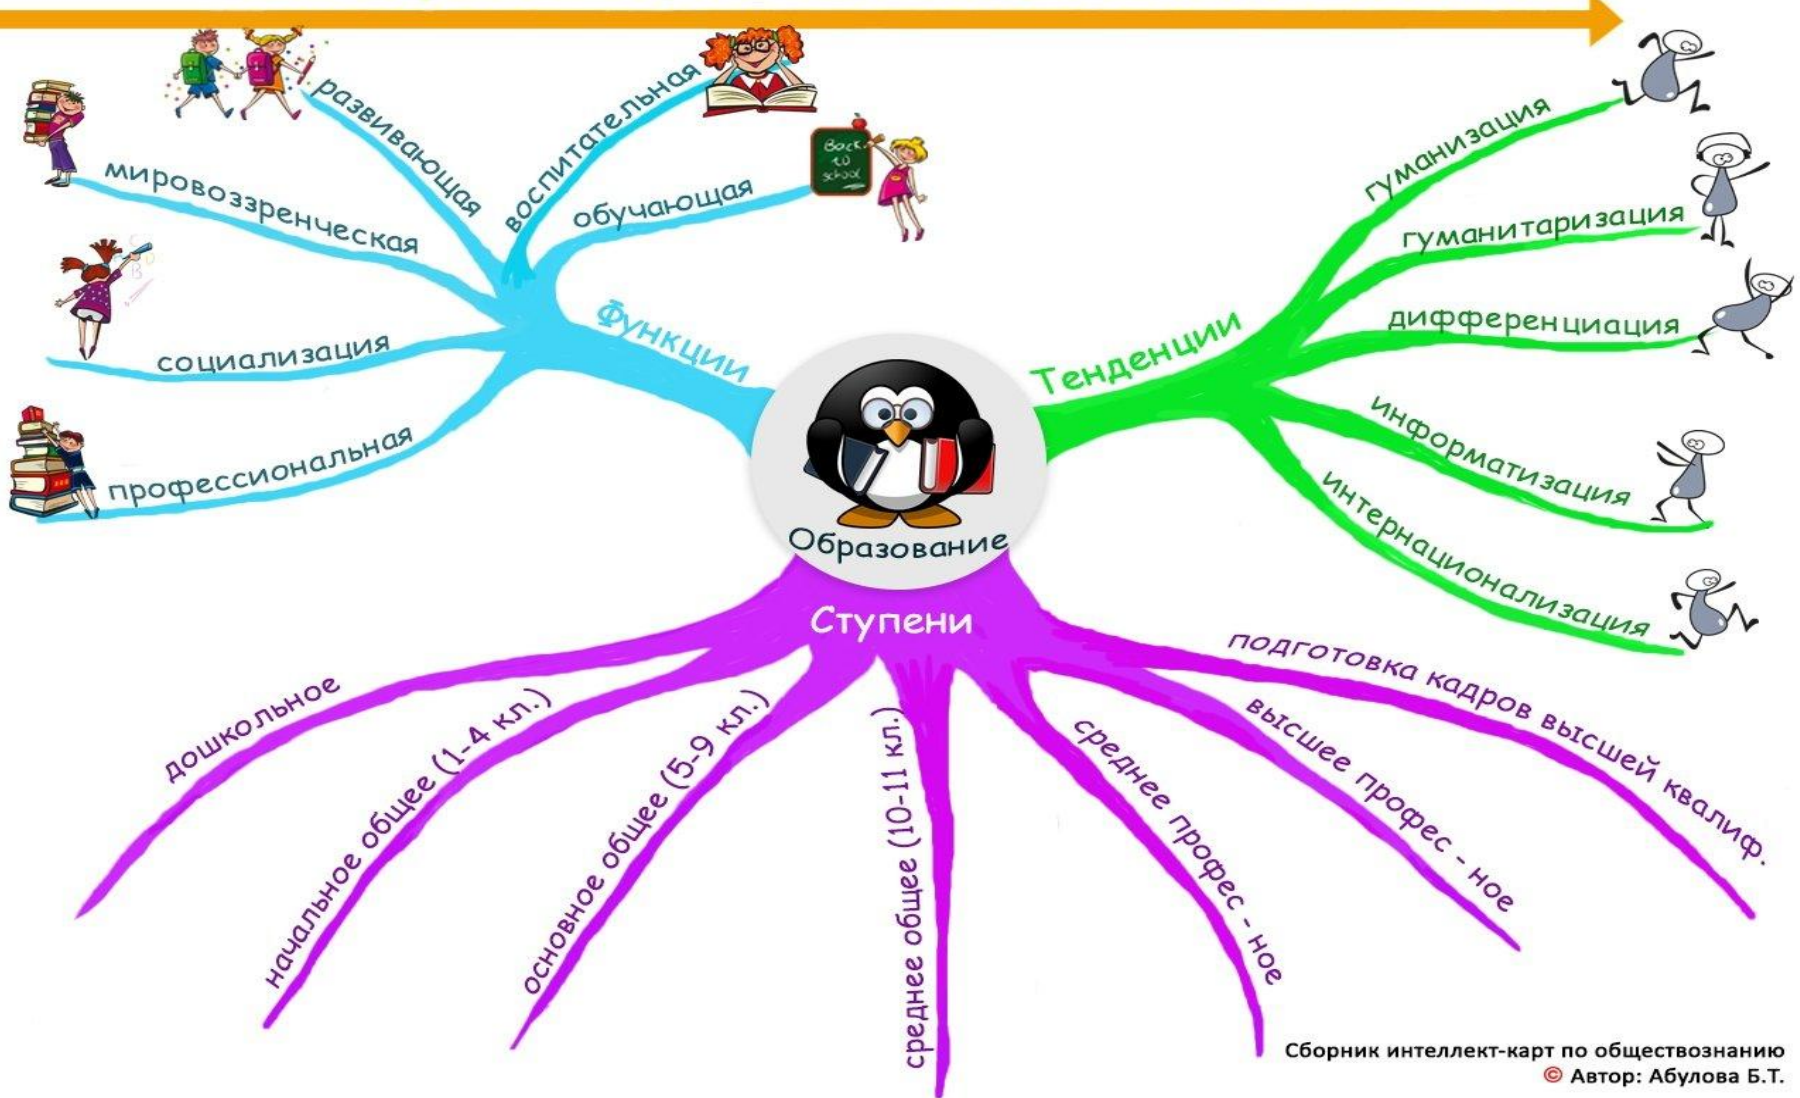 развивающая
воспитательная
обучающая
мировоззренческая
социализация
профессиональная
Функции
Back
to
school
Тенденции
гуманизация
гуманитаризация
дифференциация
информатизация
интернационализация
Образование
Ступени
дошкольное
начальное общее (1-4 кл.)
основное общее (5-9 кл.)
среднее общее (10-11 кл.)
среднее профес - ное
высшее профес - ное
подготовка кадров высшей квалиф.
Сборник интеллект-карт по обществознанию
© Автор: Абулова Б.Т.